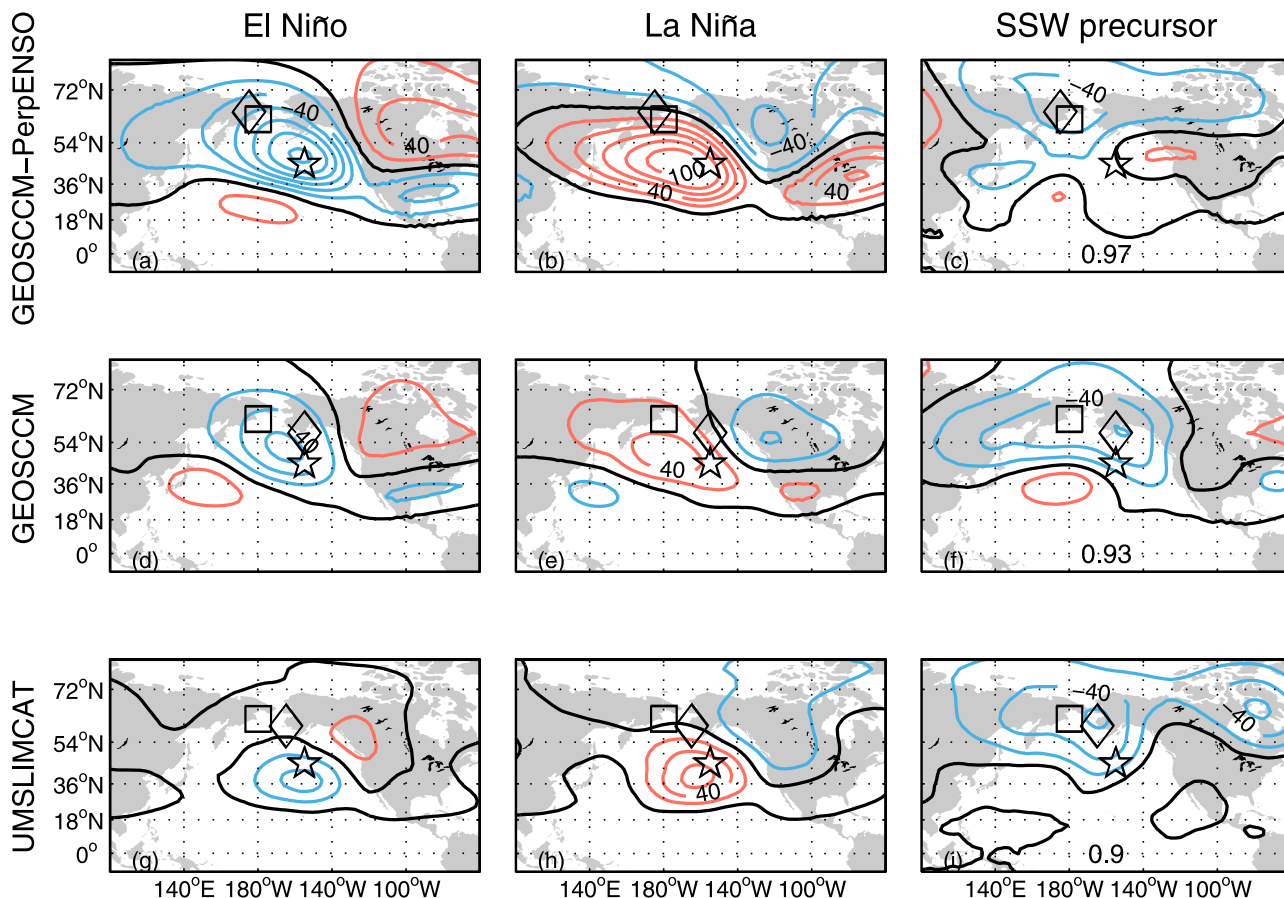 El Niño
La Niña
SSW precursor
GEOSCCM−PerpENSO
72°N
54°N
36°N
18°N
0°
−40
40
(a)
−40
100
40
40
(b)
−40
0.97
(c)
GEOSCCM
72°N
54°N
36°N
18°N
0°
−40
(d)
40
(e)
−40
0.93
(f)
UMSLIMCAT
72°N
54°N
36°N
18°N
0°
(g)
40
(h)
−40
−40
0.9
(i)
140°E 180°W 140°W 100°W
140°E 180°W 140°W 100°W
140°E 180°W 140°W 100°W